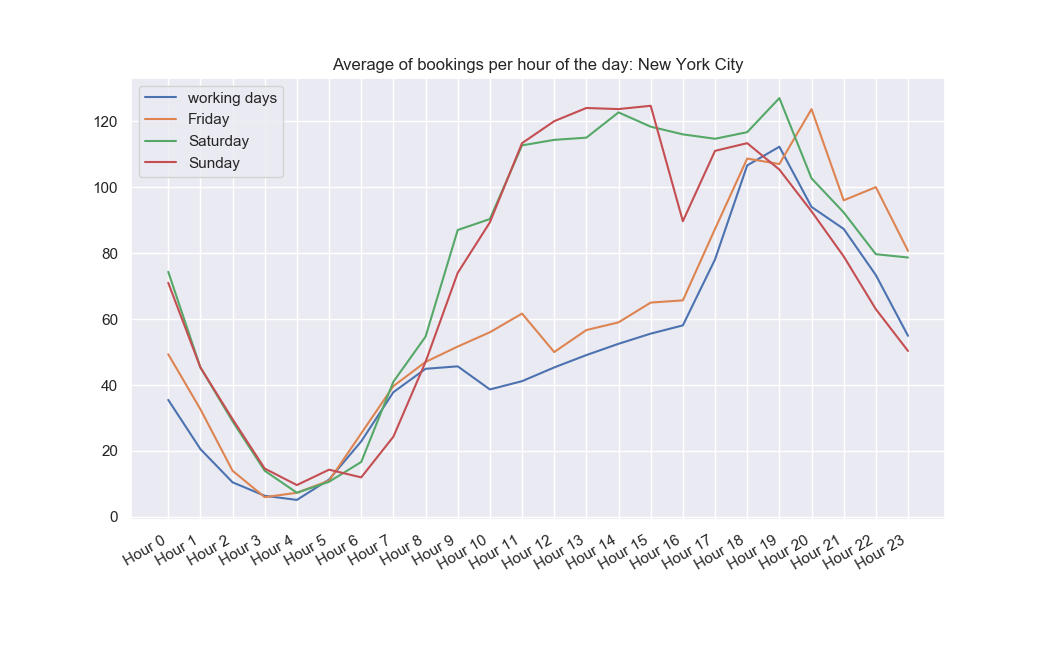 Average of bookings per hour of the day: New York City
working days
Friday
Saturday
Sunday
120
100
80
60
40
20
0
Hour 0
Hour 1
Hour 2
Hour 3
Hour 4
Hour 5
Hour 6
Hour 7
Hour 8
Hour 9
Hour 10
Hour 11
Hour 12
Hour 13
Hour 14
Hour 15
Hour 16
Hour 17
Hour 18
Hour 19
Hour 20
Hour 21
Hour 22
Hour 23